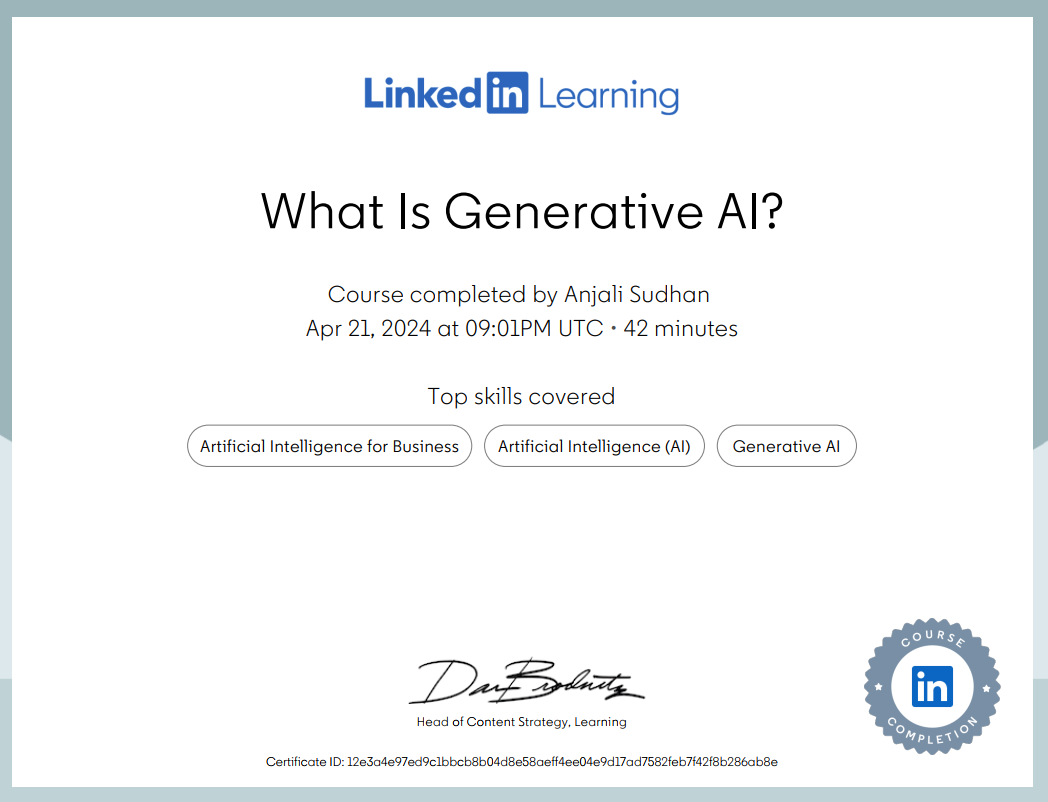 LinkedIn Learning
What Is Generative AI?
Course completed by Anjali Sudhan
Apr 21, 2024 at 09:01PM UTC • 42 minutes
Top skills covered
Artificial Intelligence for Business
Artificial Intelligence (AI)
Generative AI
Dan Brodnitz
Head of Content Strategy, Learning
COURSE
in
COMPLETION
Certificate ID: 12e3a4e97ed9c1bbcb8b04d8e58aeff4ee04e9d17ad7582feb7f42f8b286ab8e